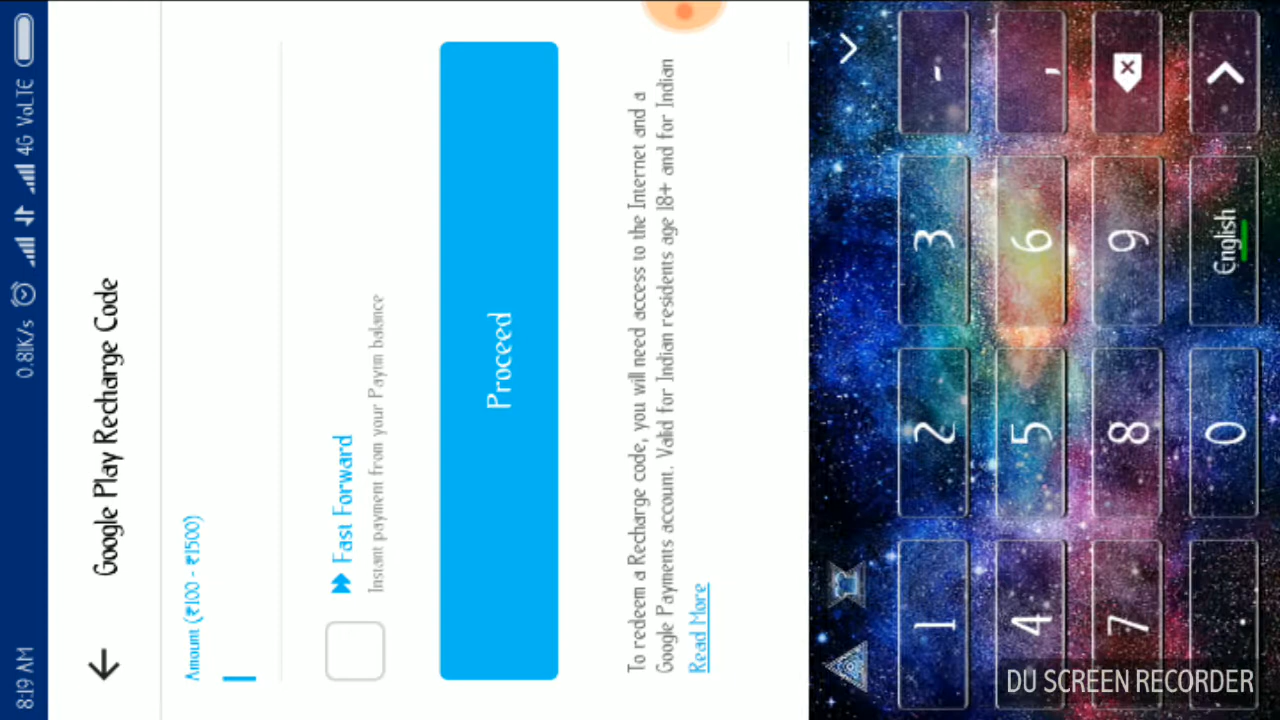 8:19 AM 0.81K/s 4G VoLTE
Google Play Recharge Code
Amount (₹100 - ₹1500)
Fast Forward
Instant payment from your Paytm balance
Proceed
To redeem a Recharge code, you will need access to the Internet and a
Google Payments account. Valid for Indian residents age 18+ and for Indian
Read More
1 2 3 -
4 5 6 ,
7 8 9
. 0 English
DU SCREEN RECORDER